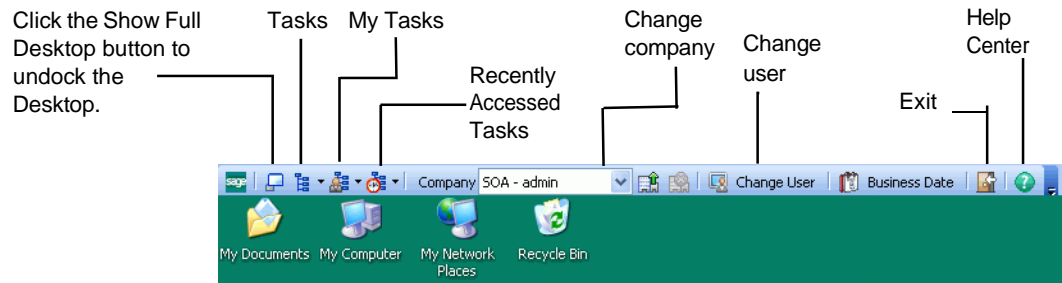 Click the Show Full
Desktop button to
undock the
Desktop.
Tasks
My Tasks
Recently
Accessed
Tasks
Change
company
Change
user
Exit
Help
Center
sage
Company SOA - admin
Change User
Business Date
My Documents
My Computer
My Network
Places
Recycle Bin